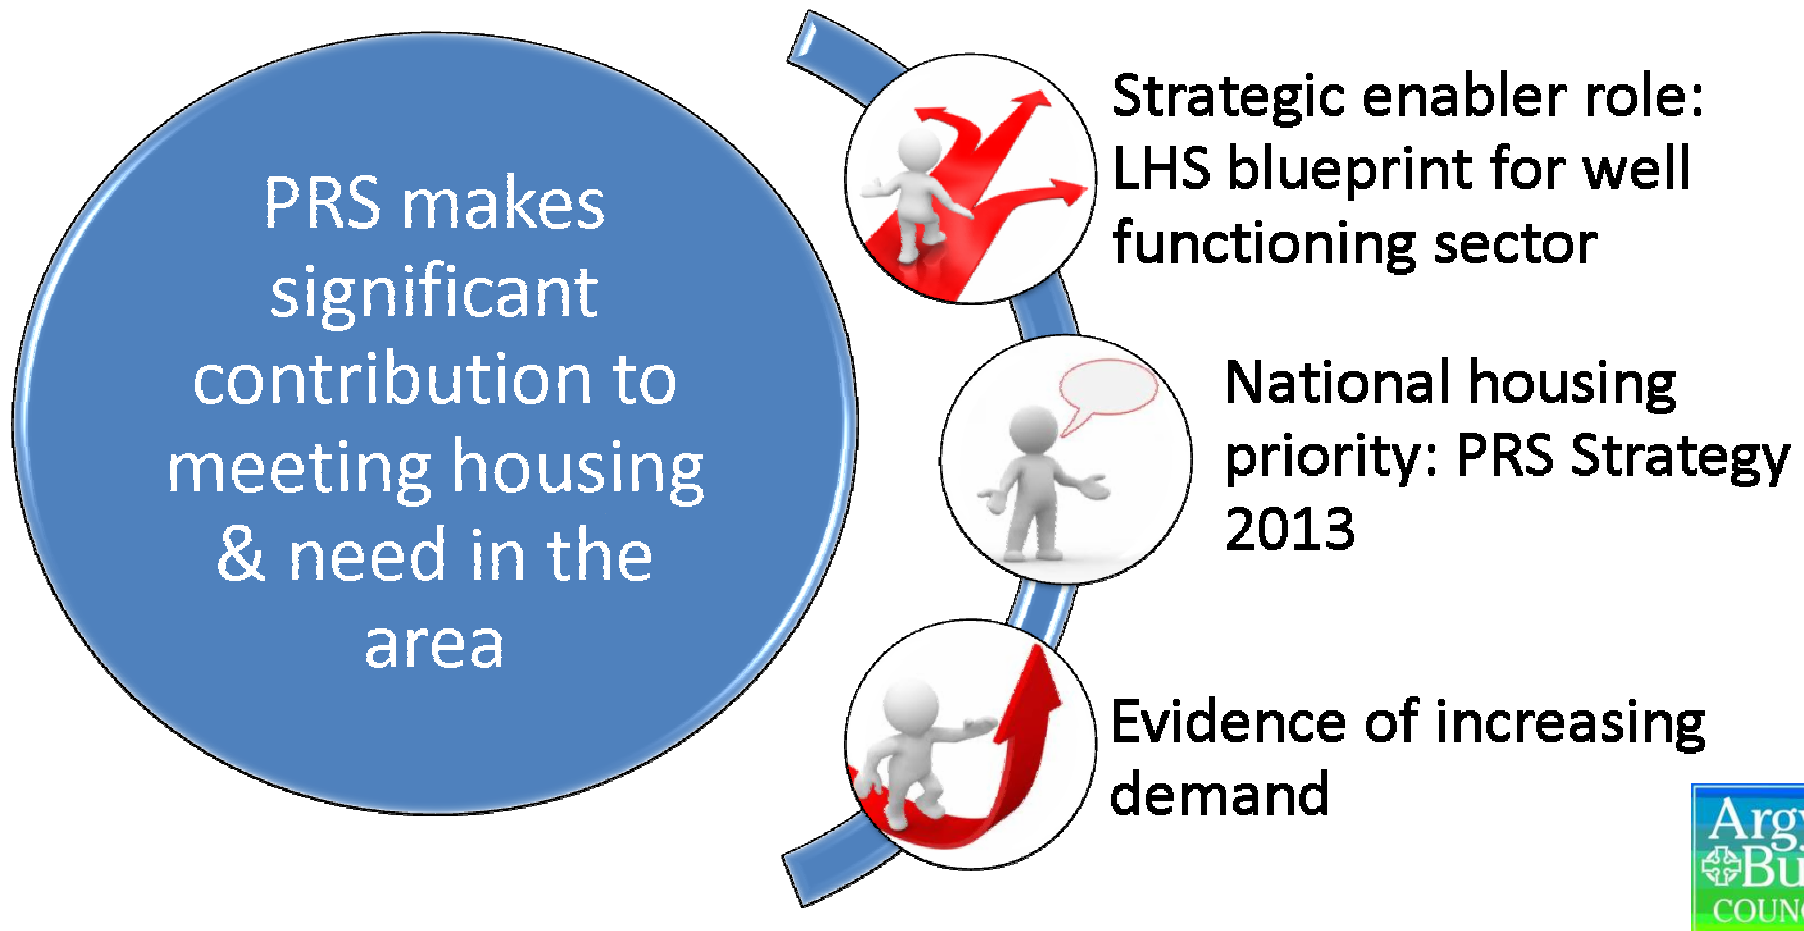 PRS makes
significant
contribution to
meeting housing
& need in the
area
Strategic enabler role:
LHS blueprint for well
functioning sector
National housing
priority: PRS Strategy
2013
Evidence of increasing
demand